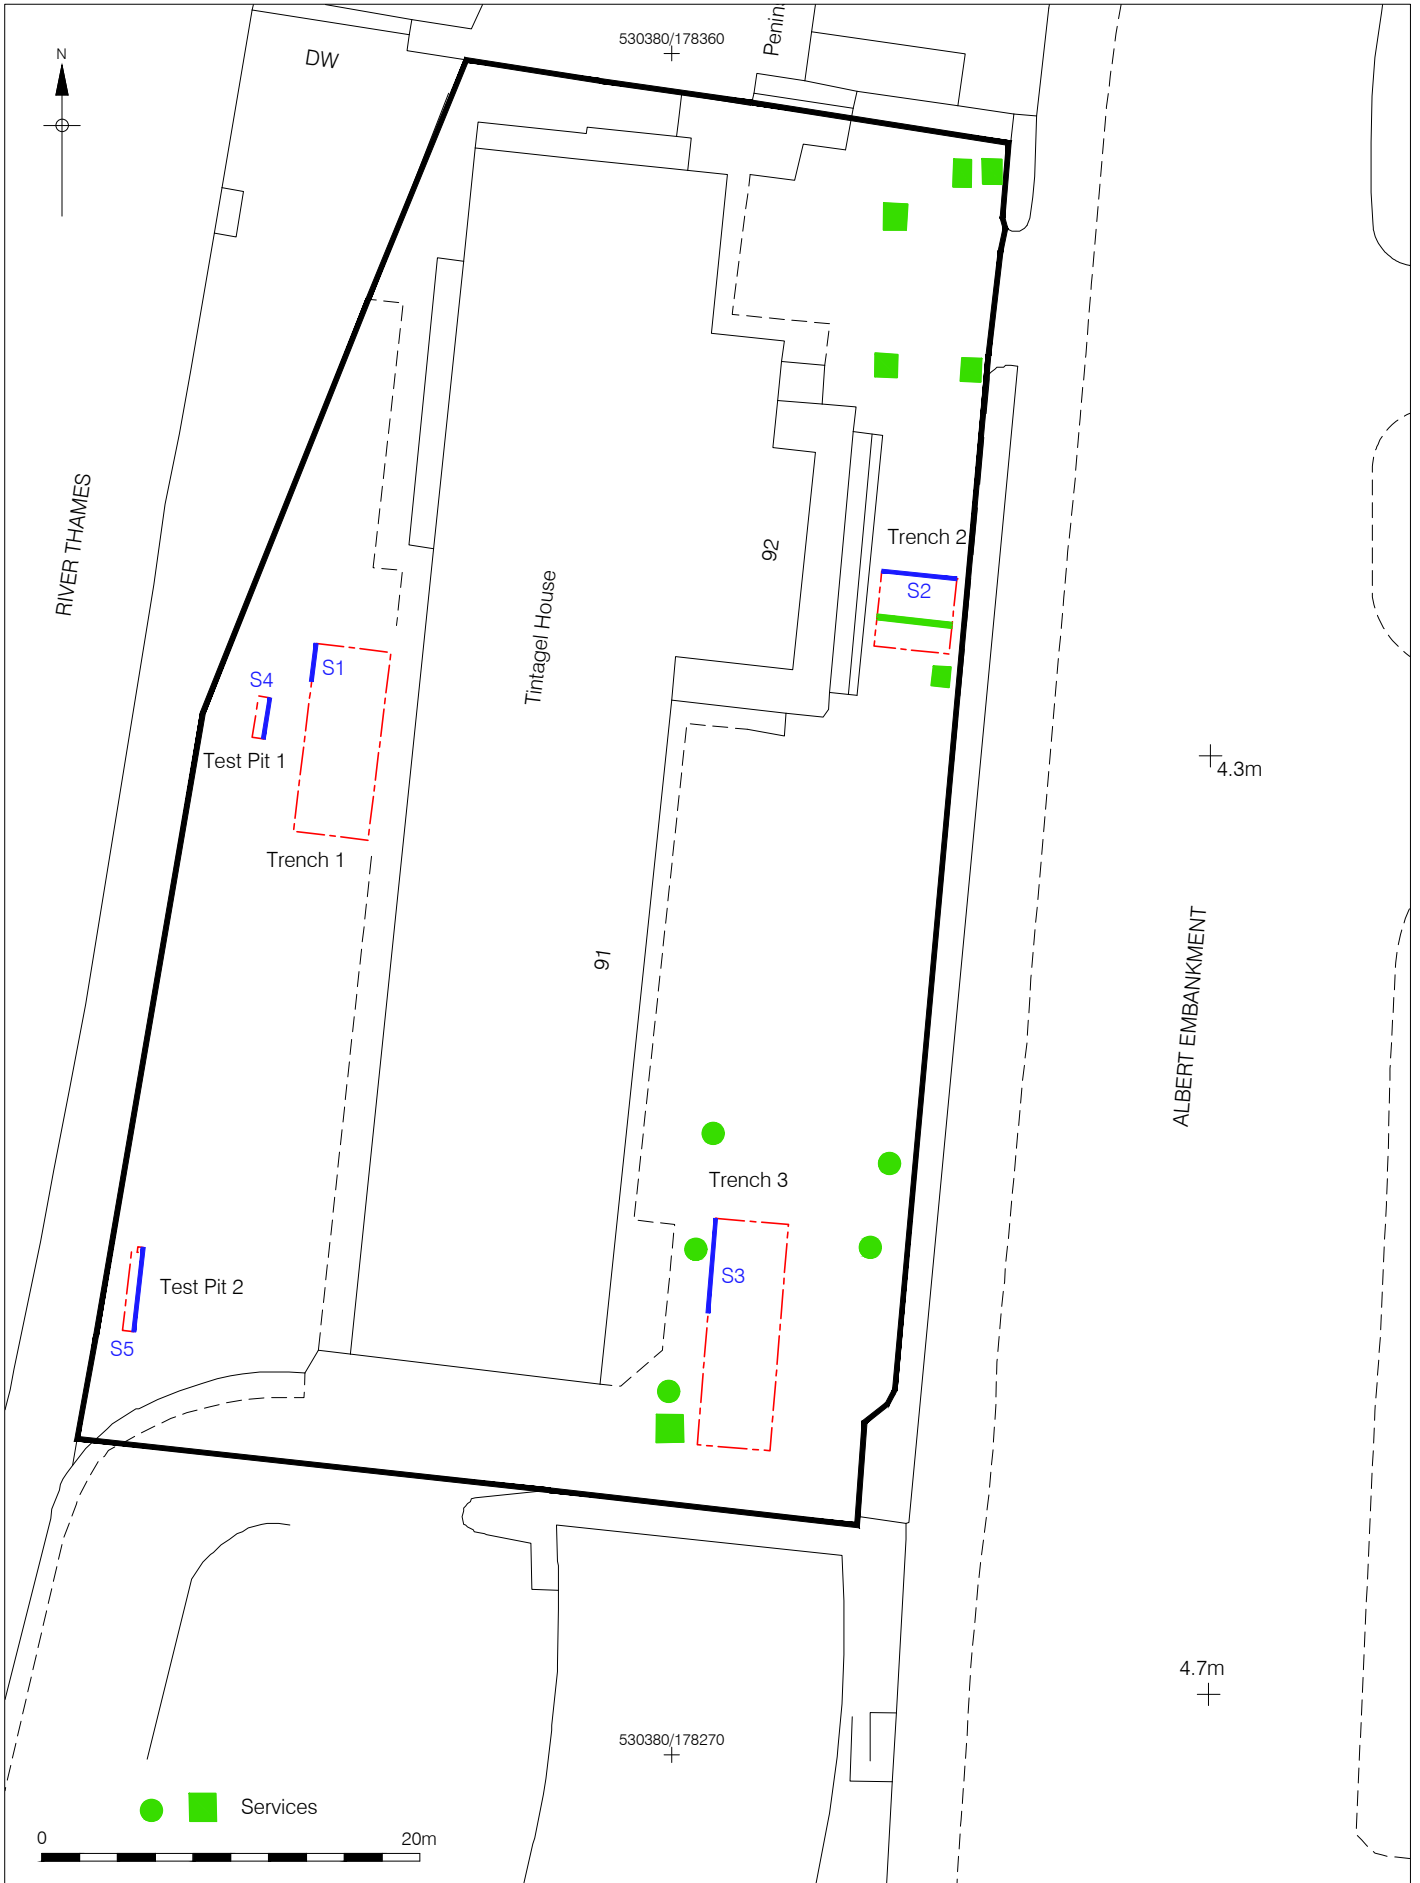 530380/178360
N
DW
Penins
RIVER THAMES
Tintagel House
92
Trench 2
S2
S1
S4
Test Pit 1
4.3m
Trench 1
91
ALBERT EMBANKMENT
Trench 3
S3
Test Pit 2
S5
4.7m
530380/178270
Services
0 20m